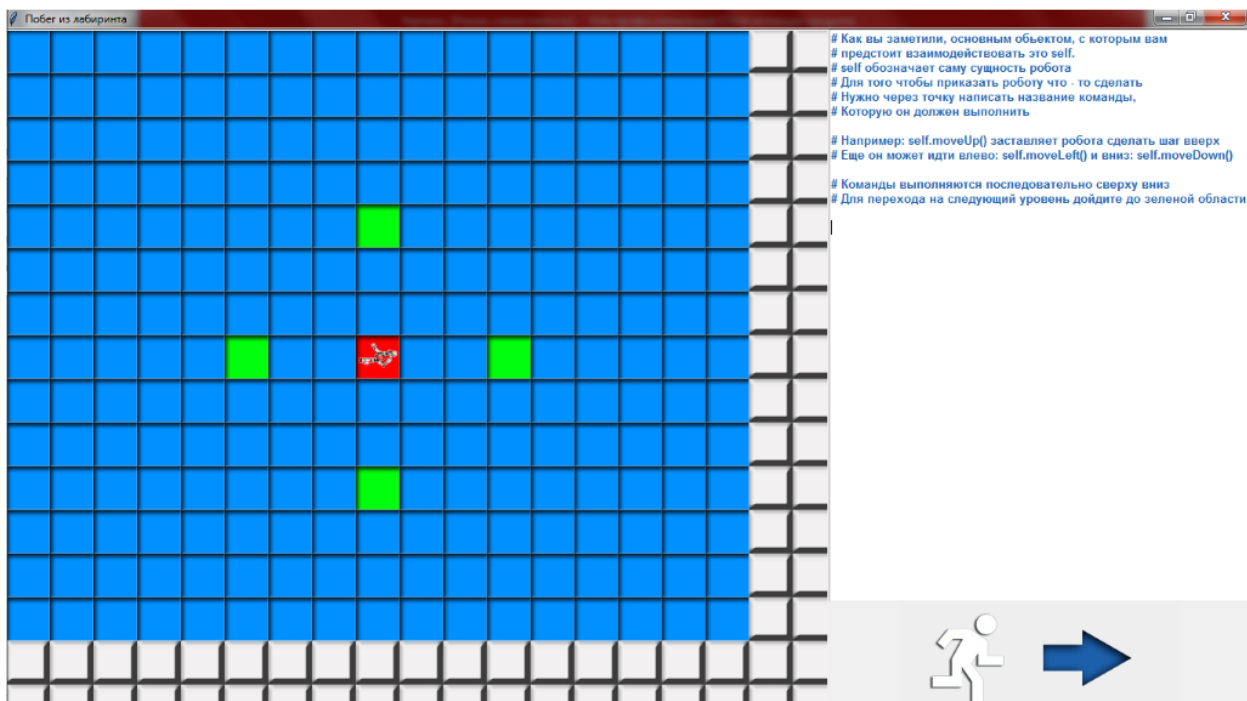 Побег из лабиринта
# Как вы заметили, основным обьектом, с которым вам
# предстоит взаимодействовать это self.
# self обозначает саму сущность робота
# Для того чтобы приказать роботу что - то сделать
# Нужно через точку написать название команды,
# Которую он должен выполнить
# Например: self.moveUp() заставляет робота сделать шаг вверх
# Еще он может идти влево: self.moveLeft() и вниз: self.moveDown()
# Команды выполняются последовательно сверху вниз
# Для перехода на следующий уровень дойдите до зеленой области